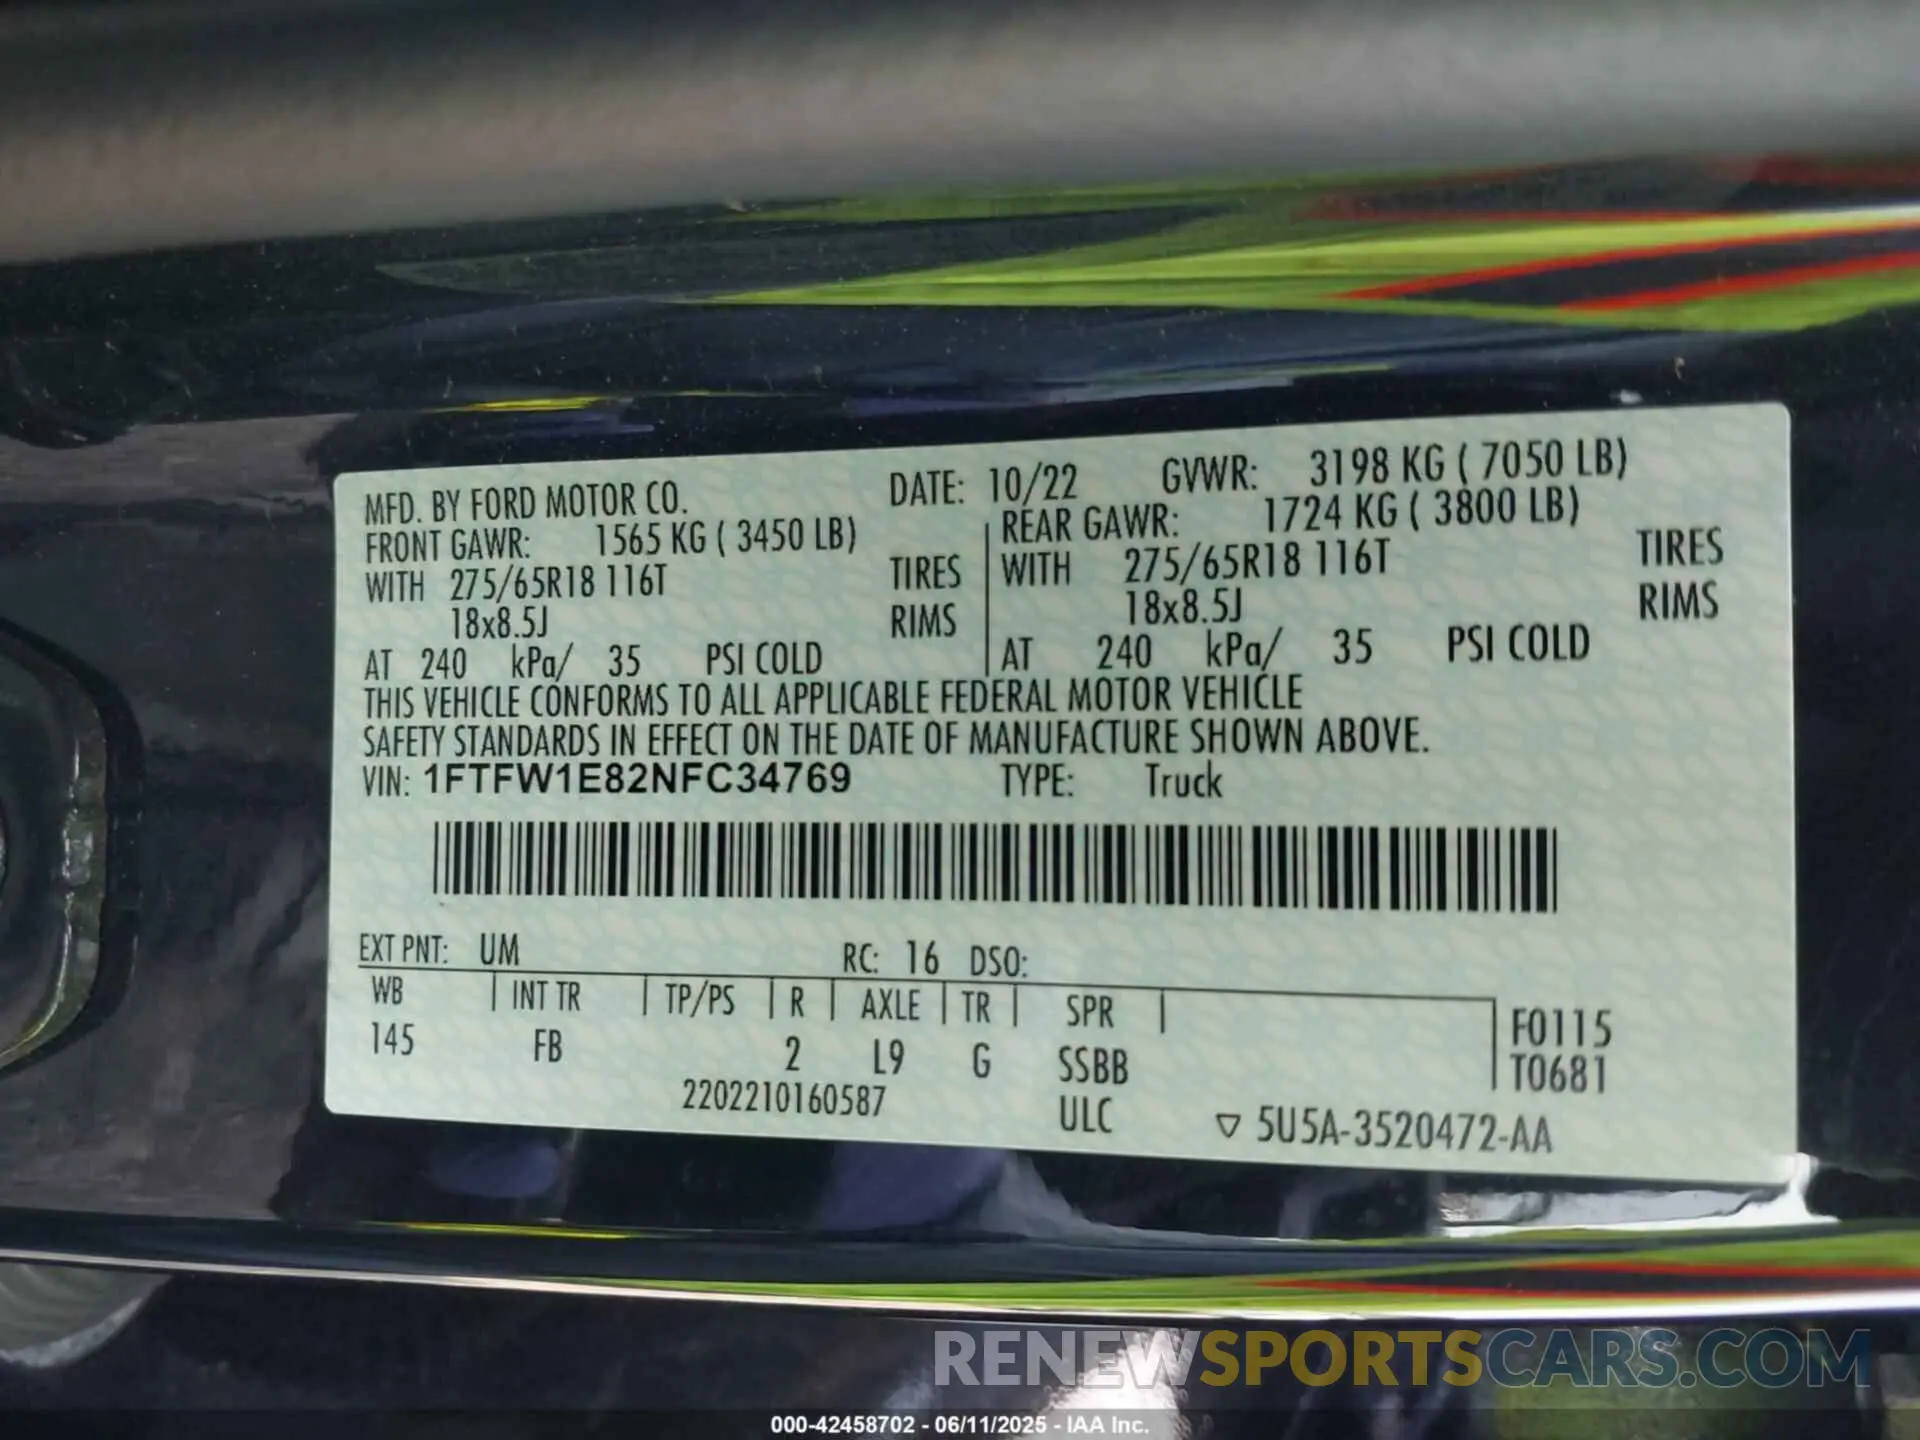 MFD. BY FORD MOTOR CO. DATE: 10/22 GVWR: 3198 KG ( 7050 LB)
FRONT GAWR: 1565 KG ( 3450 LB) REAR GAWR: 1724 KG ( 3800 LB)
WITH 275/65R18 116T TIRES WITH 275/65R18 116T TIRES
18x8.5J RIMS 18x8.5J RIMS
AT 240 kPa/ 35 PSI COLD AT 240 kPa/ 35 PSI COLD
THIS VEHICLE CONFORMS TO ALL APPLICABLE FEDERAL MOTOR VEHICLE
SAFETY STANDARDS IN EFFECT ON THE DATE OF MANUFACTURE SHOWN ABOVE.
VIN: 1FTFW1E82NFC34769 TYPE: Truck
EXT PNT: UM RC: 16 DSO:
WB INT TR TP/PS R AXLE TR SPR F0115
145 FB 2 L9 G SSBB T0681
2202210160587 ULC ▽ 5U5A-3520472-AA
RENEWSPORTSCARS.COM
000-42458702 - 06/11/2025 - IAA Inc.